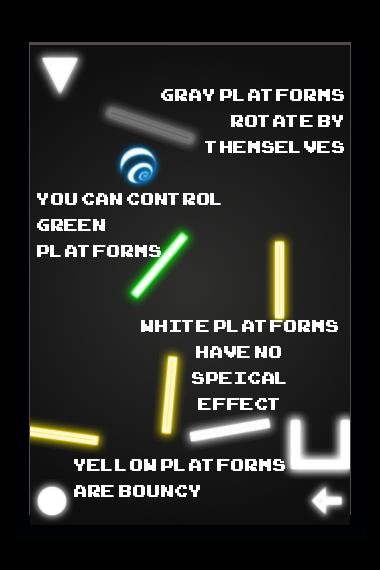 GRAY PLATFORMS
ROTATE BY
THEMSELVES
YOU CAN CONTROL
GREEN
PLATFORMS
WHITE PLATFORMS
HAVE NO
SPEICAL
EFFECT
YELLOW PLATFORMS
ARE BOUNCY